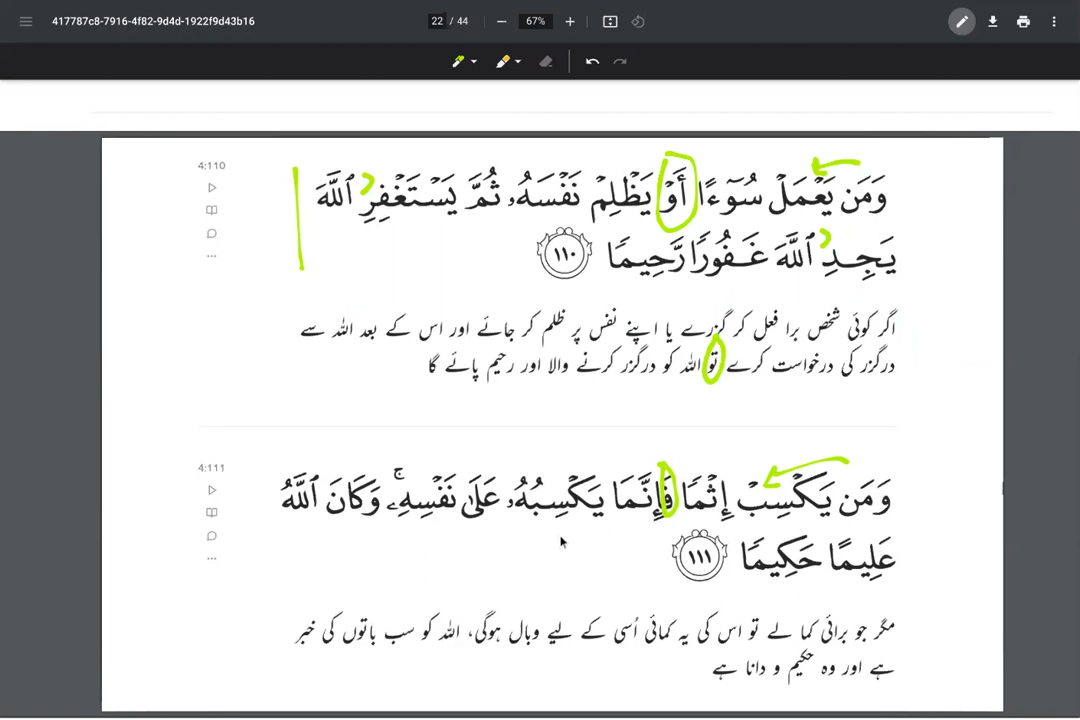 417787c8-7916-4f82-9d4d-1922f9d43b16
22 / 44
67%
4:110
وَمَن يَعْمَلْ سُوٓءًا أَوْ يَظْلِمْ نَفْسَهُۥ ثُمَّ يَسْتَغْفِرِ ٱللَّهَ
يَجِدِ ٱللَّهَ غَفُورًا رَّحِيمًا ١١٠
اگر کوئی شخص برا فعل کر گزرے یا اپنے نفس پر ظلم کر جائے اور اس کے بعد اللہ سے
درگزر کی درخواست کرے تو اللہ کو درگزر کرنے والا اور رحیم پائے گا
4:111
وَمَن يَكْسِبْ إِثْمًا فَإِنَّمَا يَكْسِبُهُۥ عَلَىٰ نَفْسِهِۦ ۚ وَكَانَ ٱللَّهُ
عَلِيمًا حَكِيمًا ١١١
مگر جو برائی کما لے تو اس کی یہ کمائی اُسی کے لیے وبال ہوگی، اللہ کو سب باتوں کی خبر
ہے اور وہ حکیم و دانا ہے